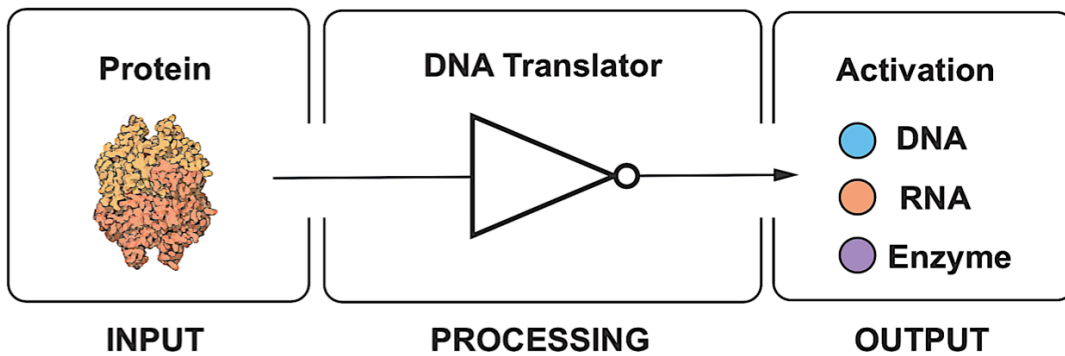 Protein
DNA Translator
Activation
DNA
RNA
Enzyme
INPUT
PROCESSING
OUTPUT